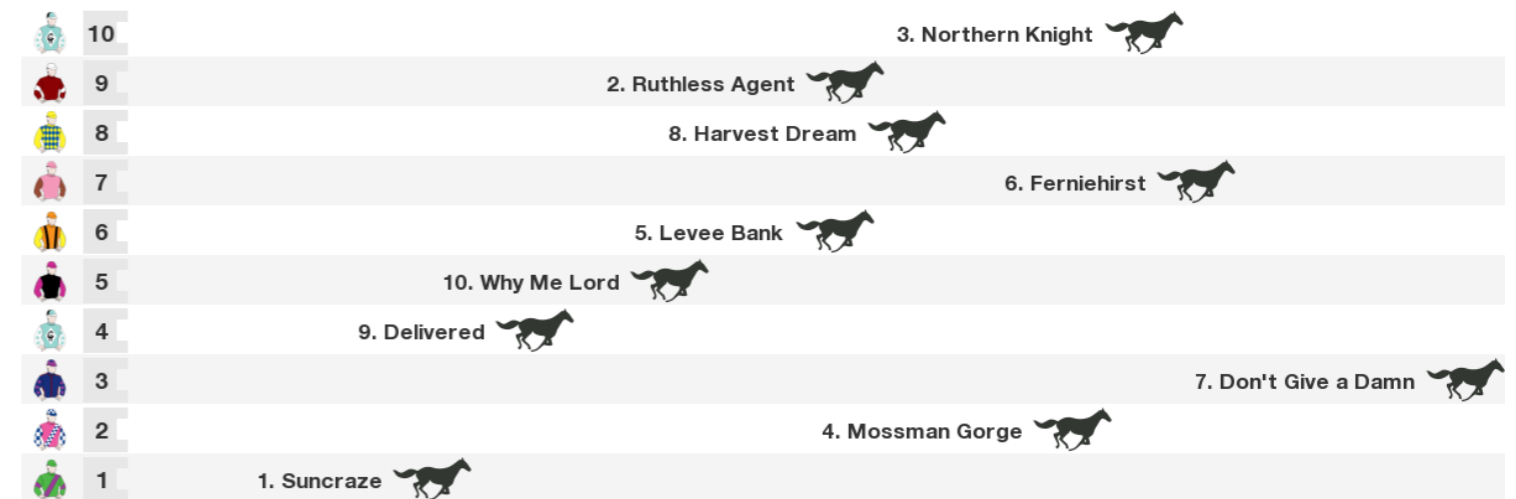 10 3. Northern Knight
9 2. Ruthless Agent
8 8. Harvest Dream
7 6. Ferniehirst
6 5. Levee Bank
5 10. Why Me Lord
4 9. Delivered
3 7. Don't Give a Damn
2 4. Mossman Gorge
1 1. Suncraze